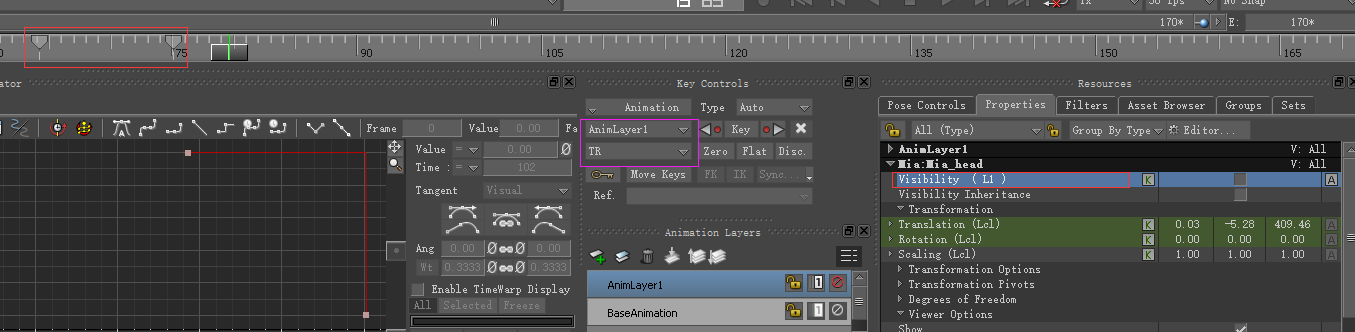 1x 30 fps No Snap
170* E: 170*
0 75 90 105 120 135 150 165
ator
Key Controls
Resources
Animation Type Auto
Pose Controls Properties Filters Asset Browser Groups Sets
Frame 0 Value 0.00 Fa
AnimLayer1 Key
All (Type) Group By Type Editor...
Value = 0.00
TR Zero Flat Disc.
AnimLayer1 V: All
Time : = 102
Mia:Mia_head V: All
Move Keys FK IK Sync...
Visibility ( L1 ) K A
Tangent Visual
Ref.
Visibility Inheritance
Transformation
Translation (Lcl) K 0.03 -5.28 409.46 A
Animation Layers
Rotation (Lcl) K 0.00 0.00 0.00 A
Ang 0.00 0.00
Scaling (Lcl) K 1.00 1.00 1.00 A
Wt 0.3333 0.3333
Transformation Options
AnimLayer1 1
Transformation Pivots
Enable TimeWarp Display
Degrees of Freedom
All Selected Freeze
BaseAnimation 1
Viewer Options
Show